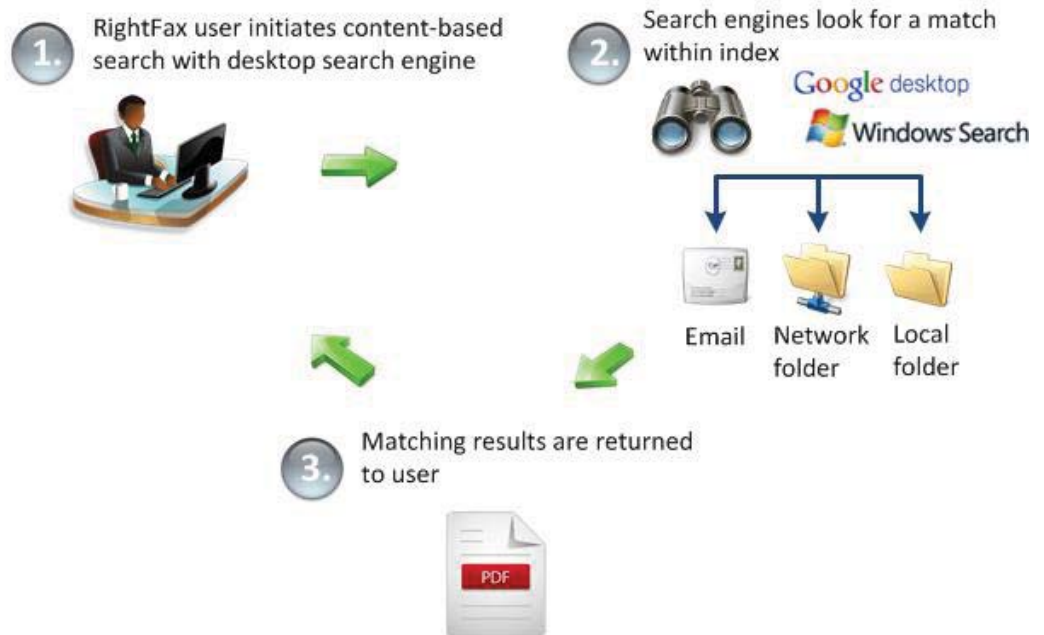 1.
RightFax user initiates content-based
search with desktop search engine
2.
Search engines look for a match
within index
Google desktop
Windows Search
Email
Network
folder
Local
folder
3.
Matching results are returned
to user
PDF